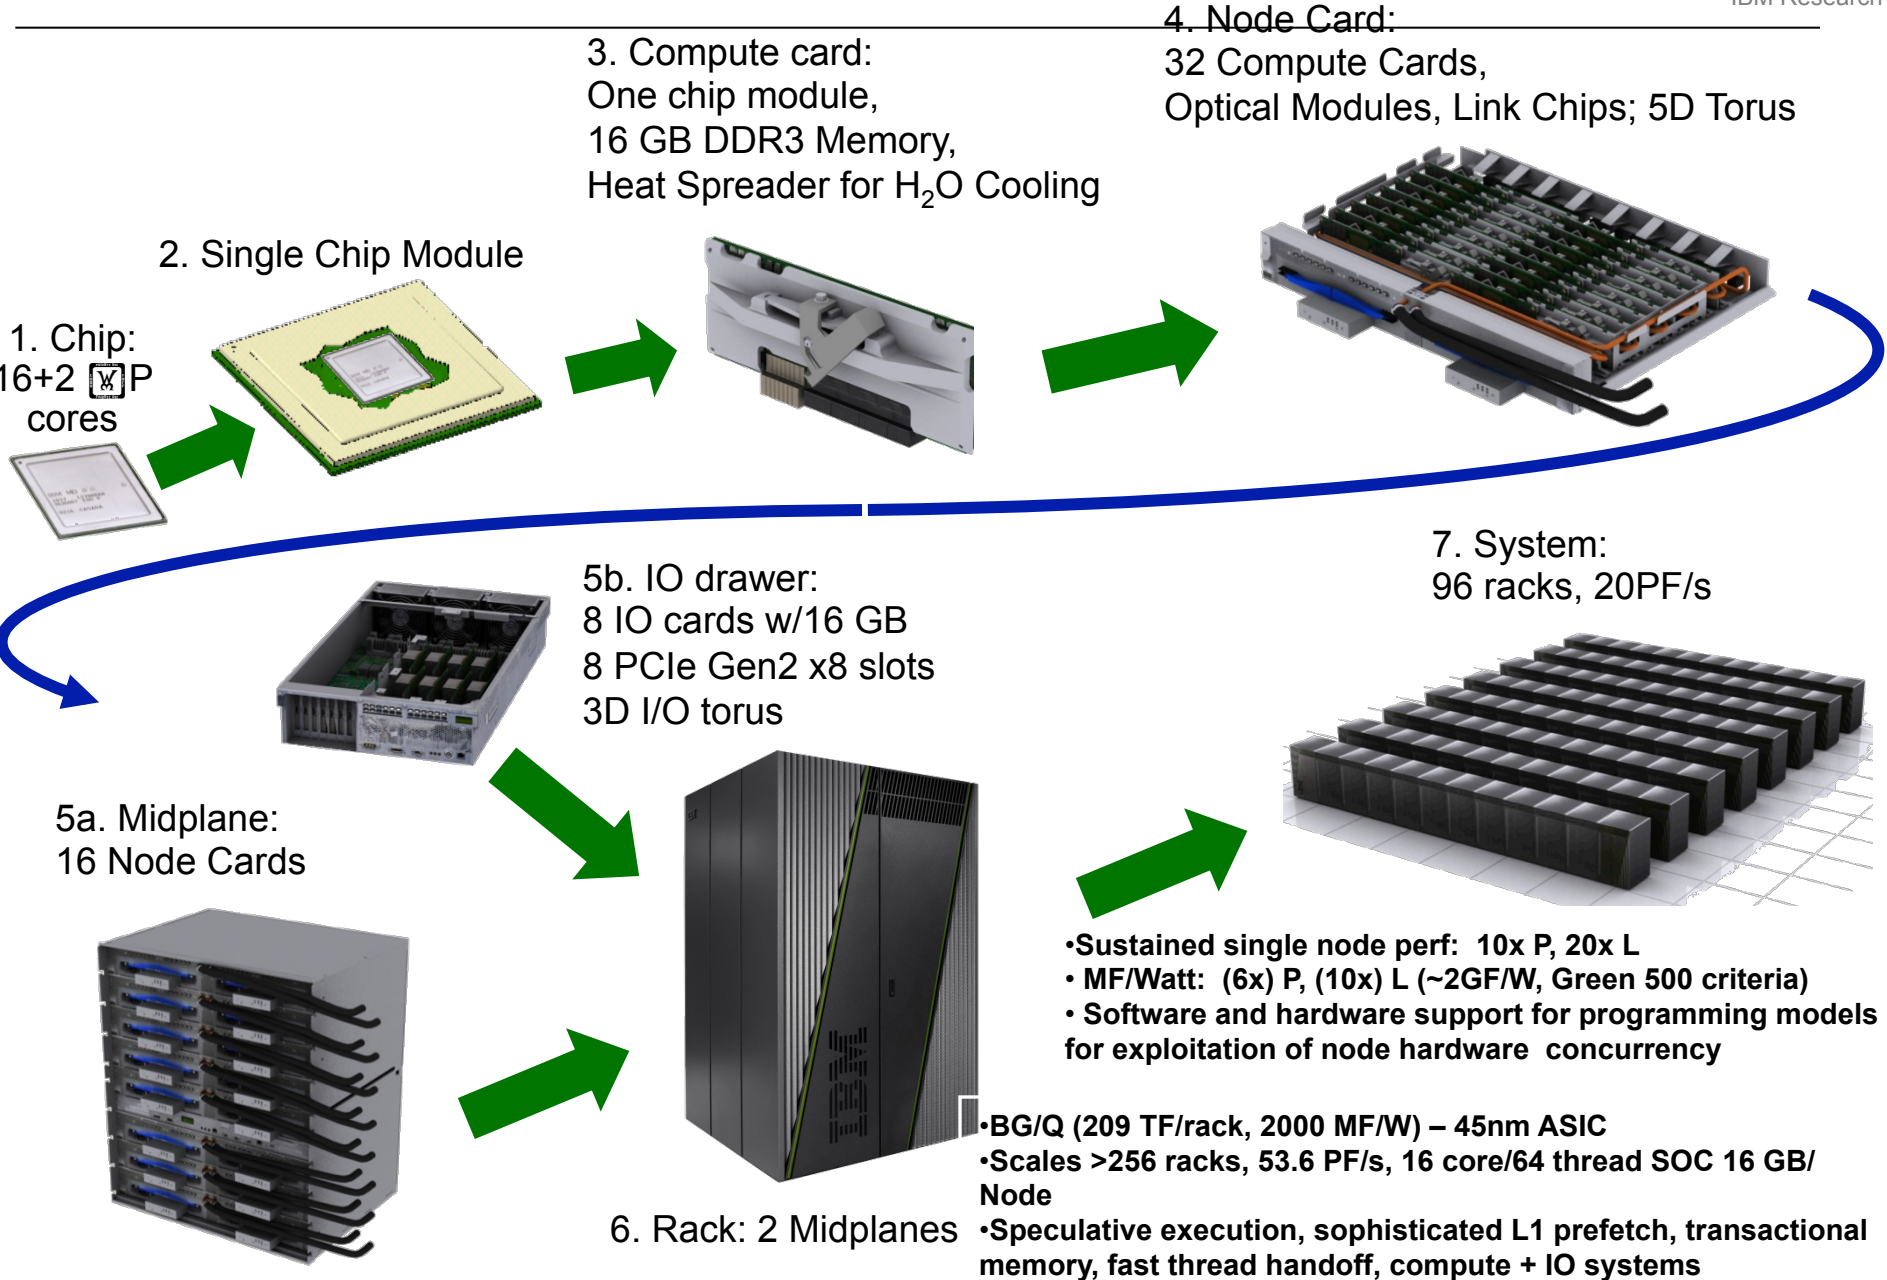 IBM Research
4. Node Card:
32 Compute Cards,
Optical Modules, Link Chips; 5D Torus
3. Compute card:
One chip module,
16 GB DDR3 Memory,
Heat Spreader for H₂O Cooling
2. Single Chip Module
1. Chip:
16+2 P
cores
5b. IO drawer:
8 IO cards w/16 GB
8 PCIe Gen2 x8 slots
3D I/O torus
7. System:
96 racks, 20PF/s
5a. Midplane:
16 Node Cards
IBM
6. Rack: 2 Midplanes
•Sustained single node perf: 10x P, 20x L
• MF/Watt: (6x) P, (10x) L (~2GF/W, Green 500 criteria)
• Software and hardware support for programming models
for exploitation of node hardware concurrency
•BG/Q (209 TF/rack, 2000 MF/W) – 45nm ASIC
•Scales >256 racks, 53.6 PF/s, 16 core/64 thread SOC 16 GB/
Node
•Speculative execution, sophisticated L1 prefetch, transactional
memory, fast thread handoff, compute + IO systems